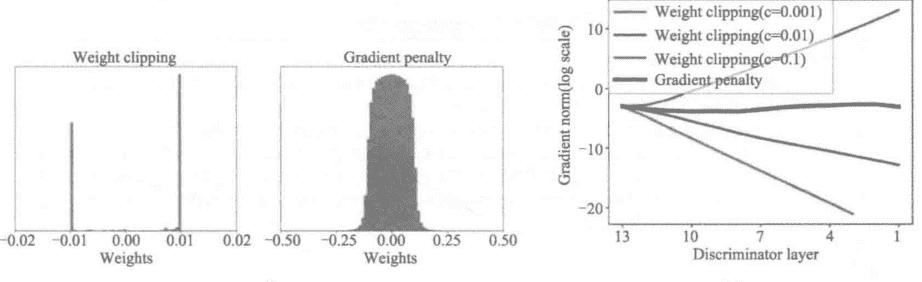 Weight clipping
-0.02 -0.01 0.00 0.01 0.02
Weights
Gradient penalty
-0.50 -0.25 0.00 0.25 0.50
Weights
Weight clipping(c=0.001)
Weight clipping(c=0.01)
Weight clipping(c=0.1)
Gradient penalty
Gradient norm(log scale)
10
0
-10
-20
13 10 7 4 1
Discriminator layer